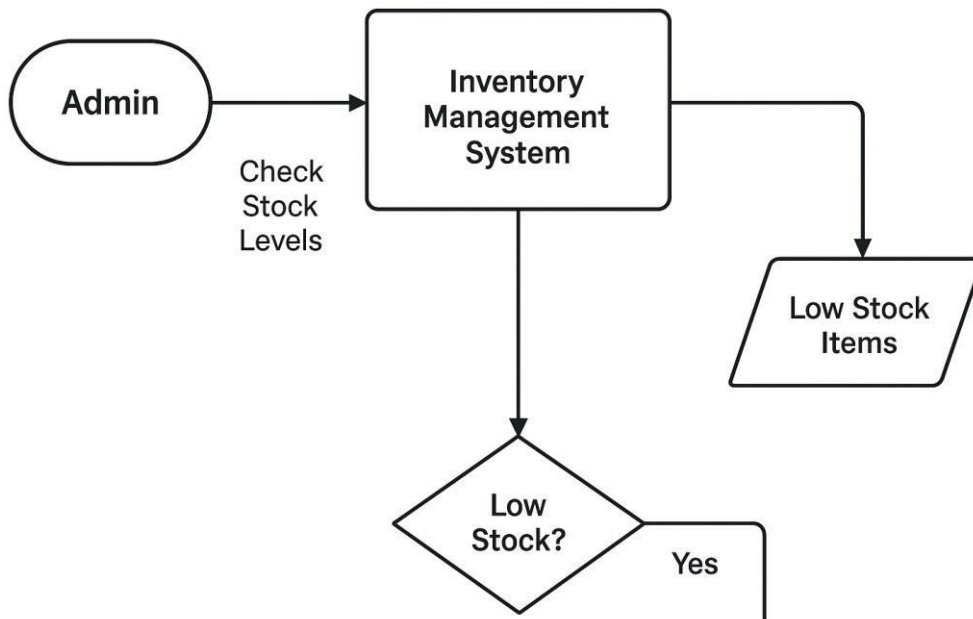 Admin
Check
Stock
Levels
Inventory
Management
System
Low Stock
Items
Low
Stock?
Yes